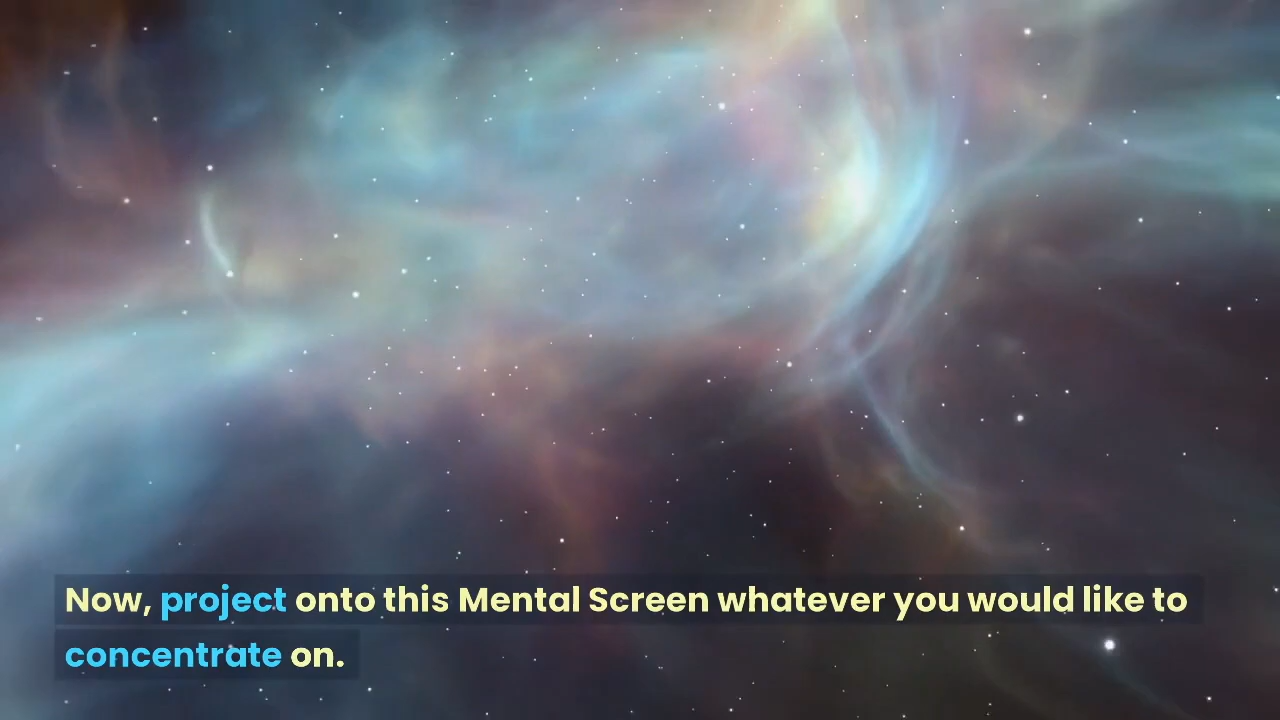 Now, project onto this Mental Screen whatever you would like to
concentrate on.